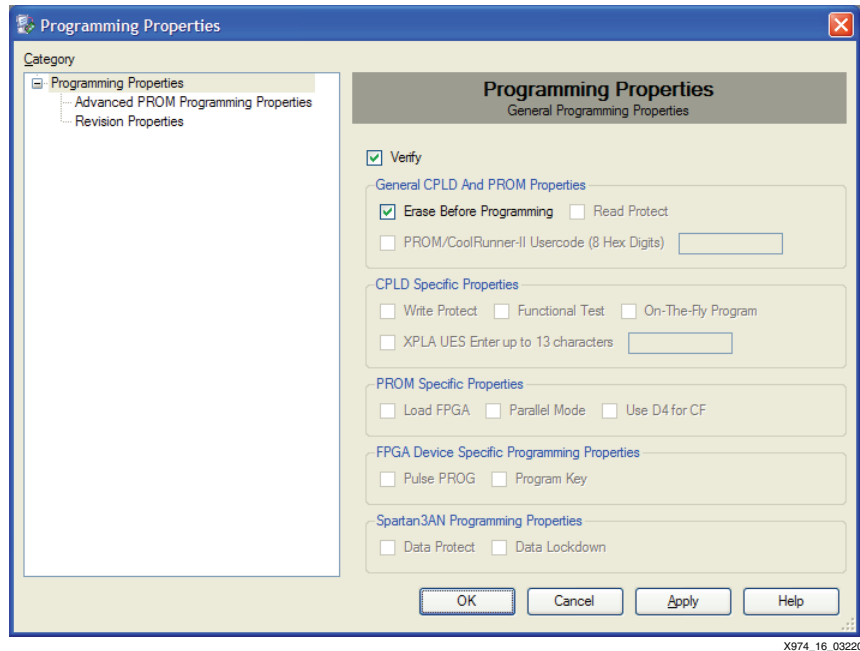 Programming Properties
Category
Programming Properties
Advanced PROM Programming Properties
Revision Properties
Programming Properties
General Programming Properties
Verify
General CPLD And PROM Properties
Erase Before Programming Read Protect
PROM/CoolRunner-II Usercode (8 Hex Digits)
CPLD Specific Properties
Write Protect Functional Test On-The-Fly Program
XPLA UES Enter up to 13 characters
PROM Specific Properties
Load FPGA Parallel Mode Use D4 for CF
FPGA Device Specific Programming Properties
Pulse PROG Program Key
Spartan3AN Programming Properties
Data Protect Data Lockdown
OK Cancel Apply Help